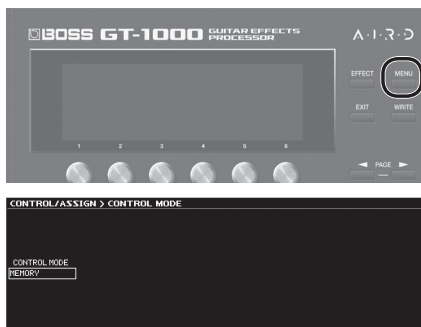 BOSS GT-1000 GUITAR EFFECTS PROCESSOR
A·I·R·D
EFFECT MENU
EXIT WRITE
1 2 3 4 5 6
◄ PAGE ►
CONTROL/ASSIGN > CONTROL MODE
CONTROL MODE
MEMORY